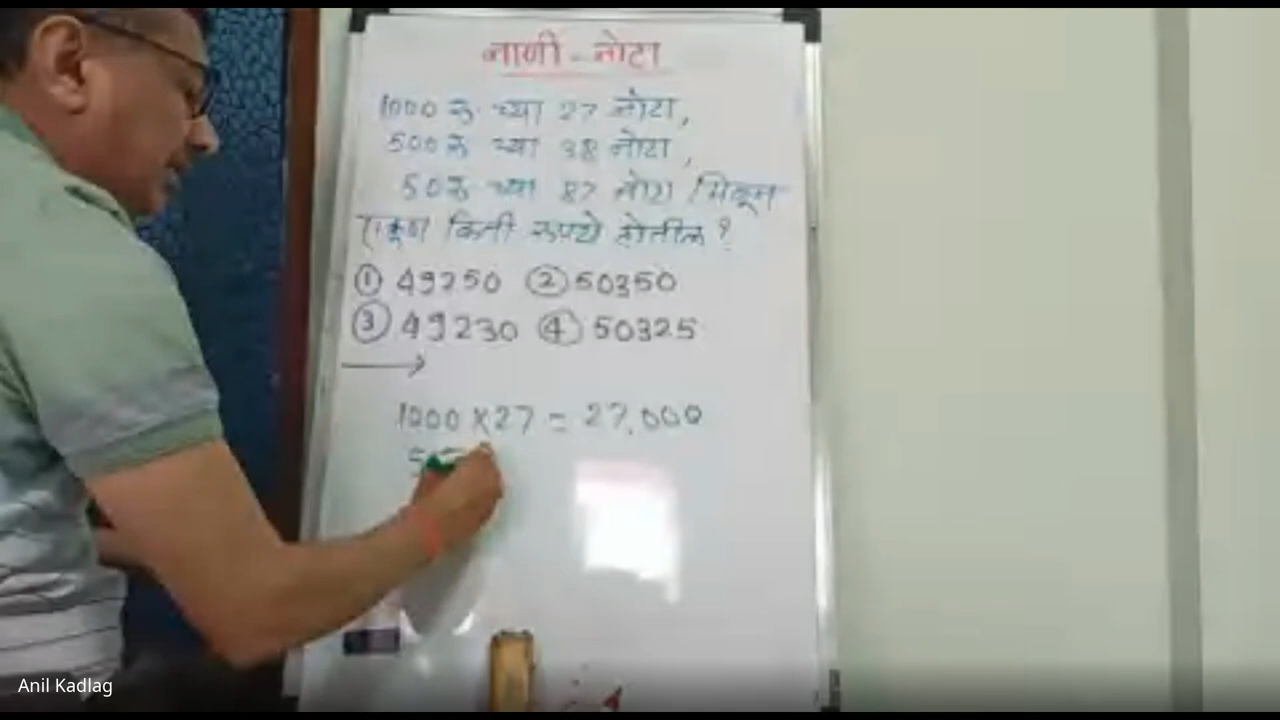 नाणी - नोटा
1000 रु च्या 27 नोटा,
500 रु च्या 38 नोटा,
50 रु च्या 87 नोटा मिळून
एकूण किती रुपये होतील ?
① 49250 ② 50350
③ 49230 ④ 50325
→
1000 × 27 = 27,000
Anil Kadlag